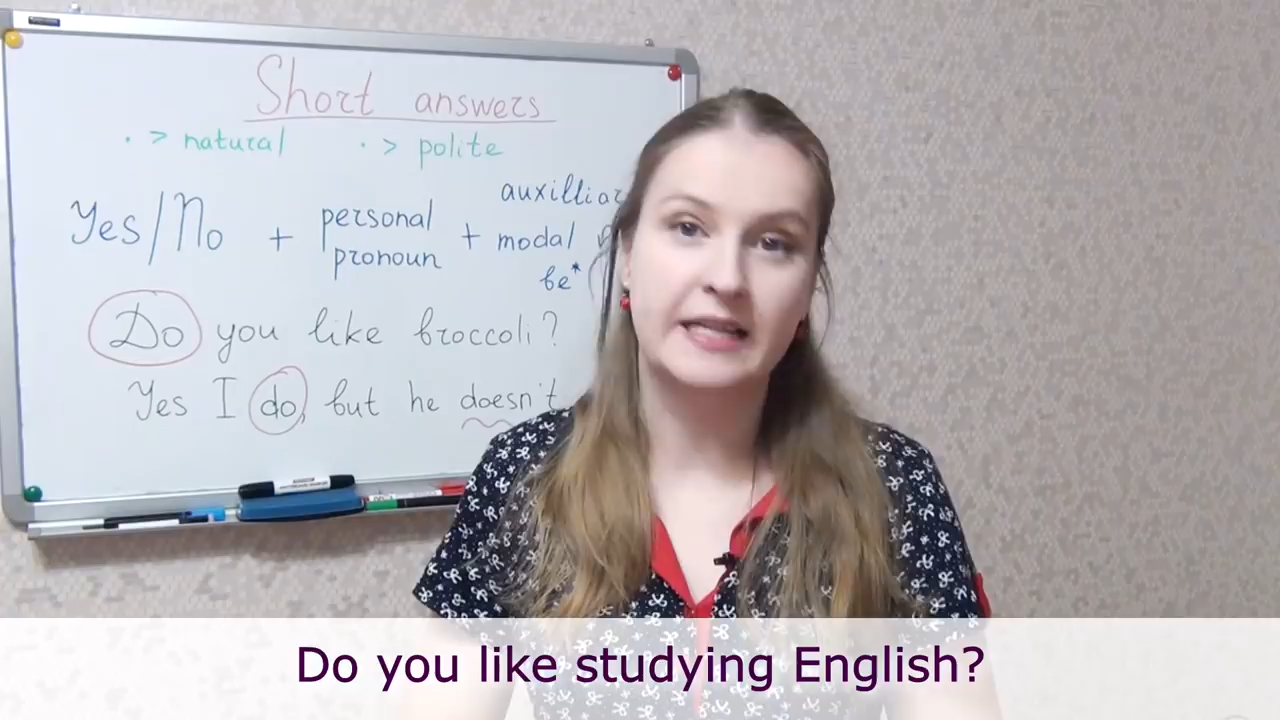 Short answers
· > natural · > polite
auxilliar
Yes/No + personal pronoun + modal
be*
Do you like broccoli?
Yes I do, but he doesn't
Do you like studying English?